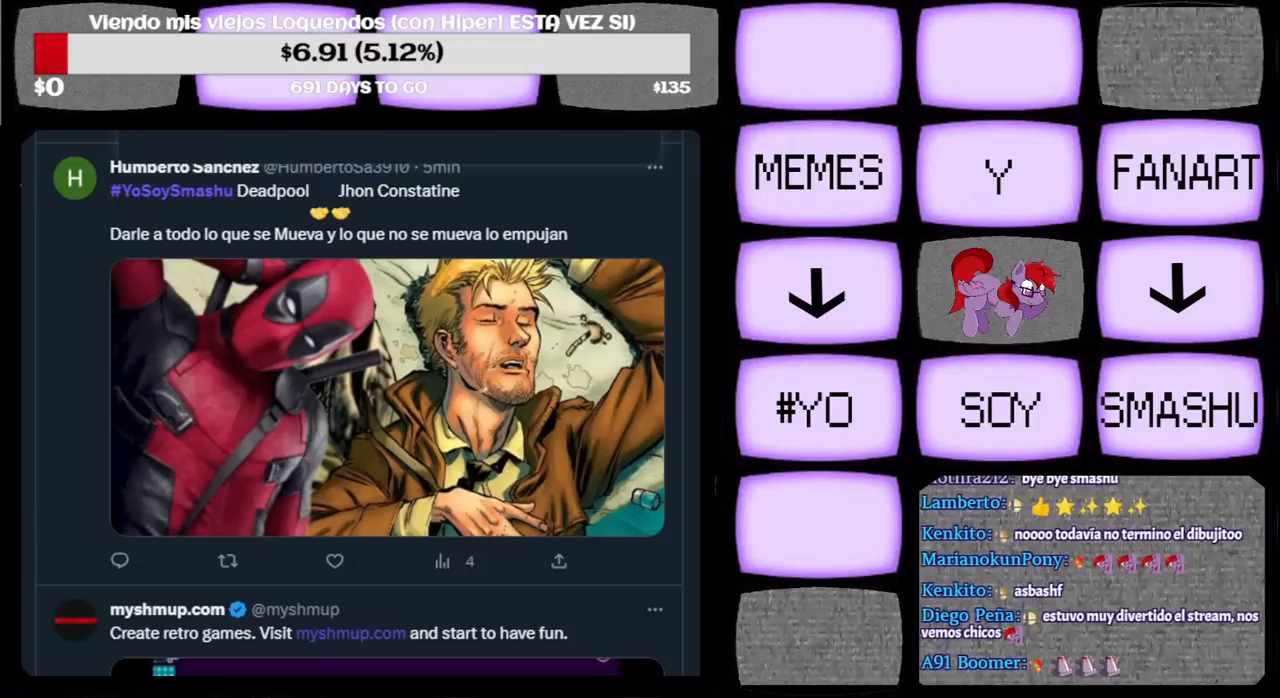 Viendo mis viejos Loquendos (con Hiper! ESTA VEZ SI)
$6.91 (5.12%)
$0
691 DAYS TO GO
$135
Humberto Sanchez @HumbertoSa3910 · 5min
#YoSoySmashu Deadpool Jhon Constatine
🤝🤝
Darle a todo lo que se Mueva y lo que no se mueva lo empujan
4
myshmup.com @myshmup
Create retro games. Visit myshmup.com and start to have fun.
MEMES Y FANART
↓ ↓
#YO SOY SMASHU
bye bye smashu
Lamberto: 👍🌟✨🌟✨
Kenkito: noooo todavía no termino el dibujitoo
MarianokunPony:
Kenkito: asbashf
Diego Peña: estuvo muy divertido el stream, nos
vemos chicos
A91 Boomer: